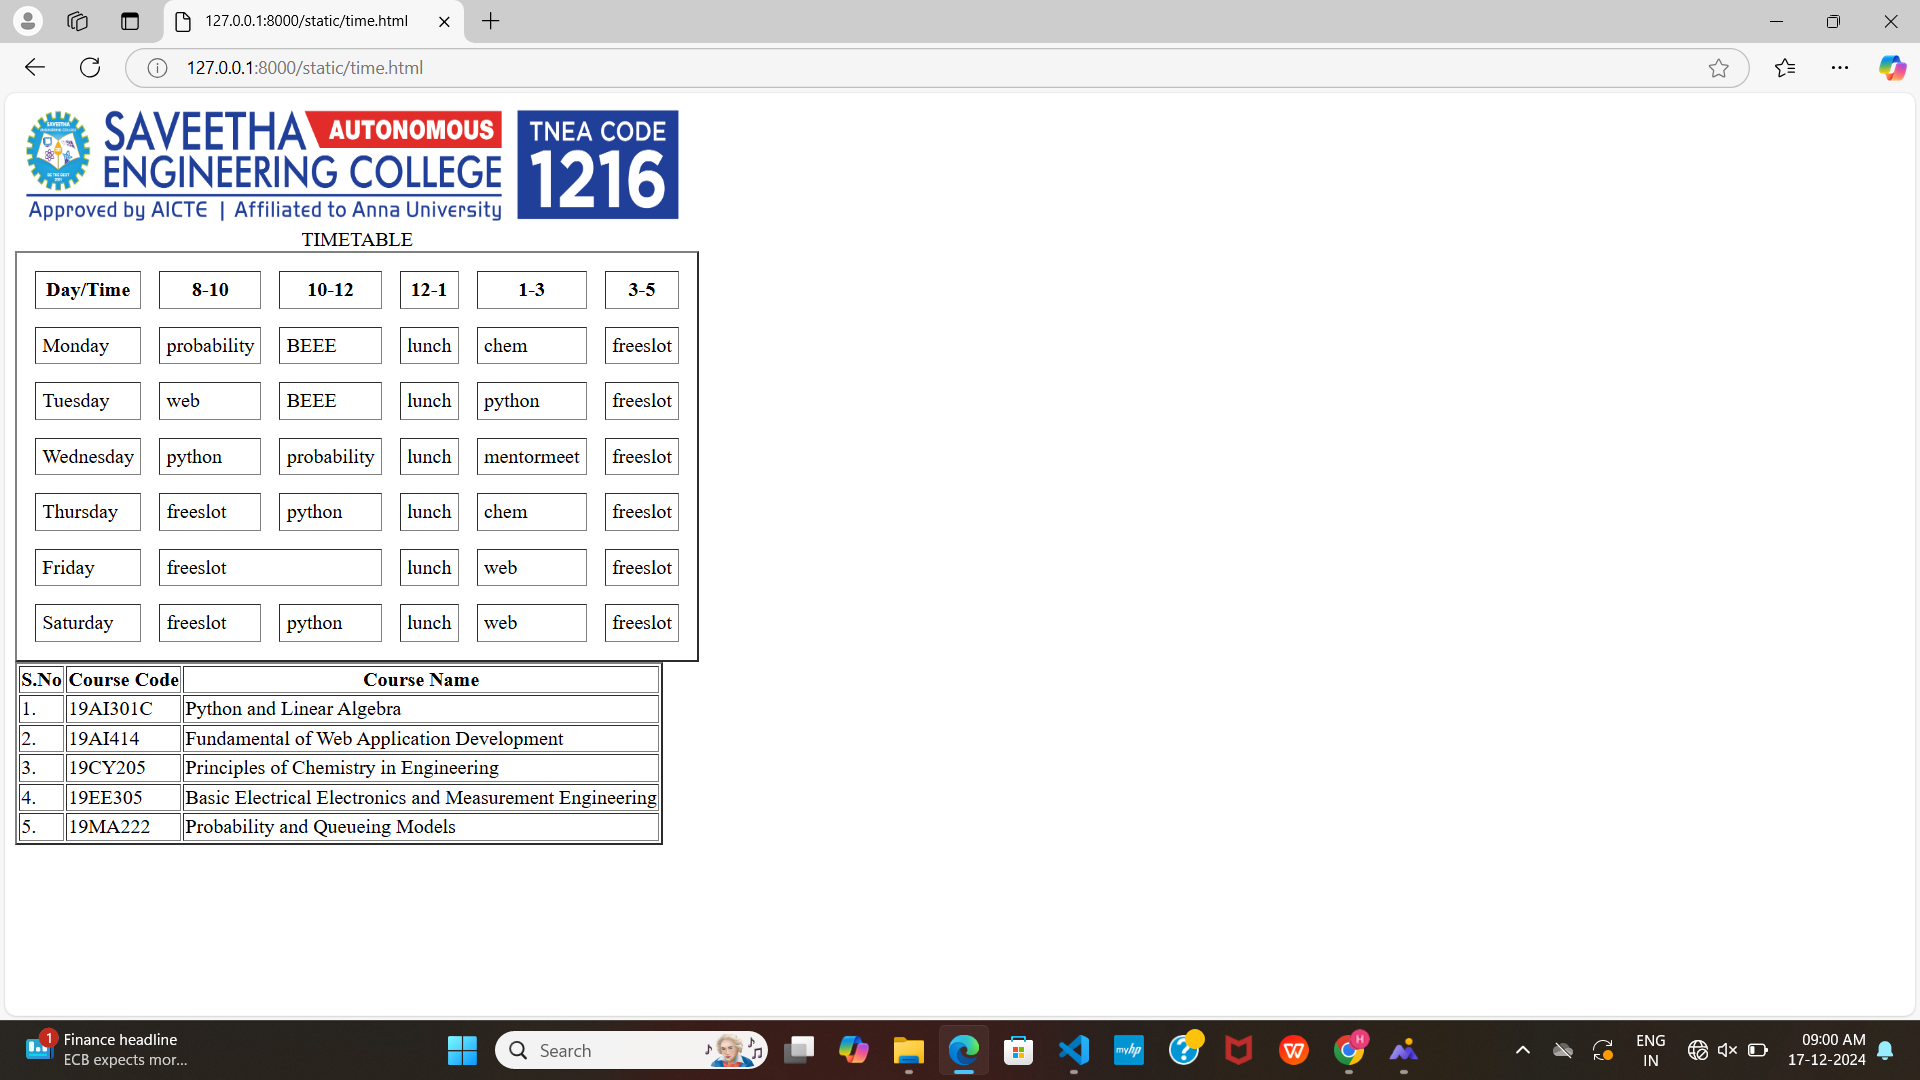 127.0.0.1:8000/static/time.html
127.0.0.1:8000/static/time.html
SAVEETHA AUTONOMOUS
ENGINEERING COLLEGE
Approved by AICTE | Affiliated to Anna University
TNEA CODE
1216
TIMETABLE
Day/Time 8-10 10-12 12-1 1-3 3-5
Monday probability BEEE lunch chem freeslot
Tuesday web BEEE lunch python freeslot
Wednesday python probability lunch mentormeet freeslot
Thursday freeslot python lunch chem freeslot
Friday freeslot lunch web freeslot
Saturday freeslot python lunch web freeslot
S.No Course Code Course Name
1. 19AI301C Python and Linear Algebra
2. 19AI414 Fundamental of Web Application Development
3. 19CY205 Principles of Chemistry in Engineering
4. 19EE305 Basic Electrical Electronics and Measurement Engineering
5. 19MA222 Probability and Queueing Models
1
Finance headline
ECB expects mor...
Search
myhp
?
W
H
ENG
IN
09:00 AM
17-12-2024